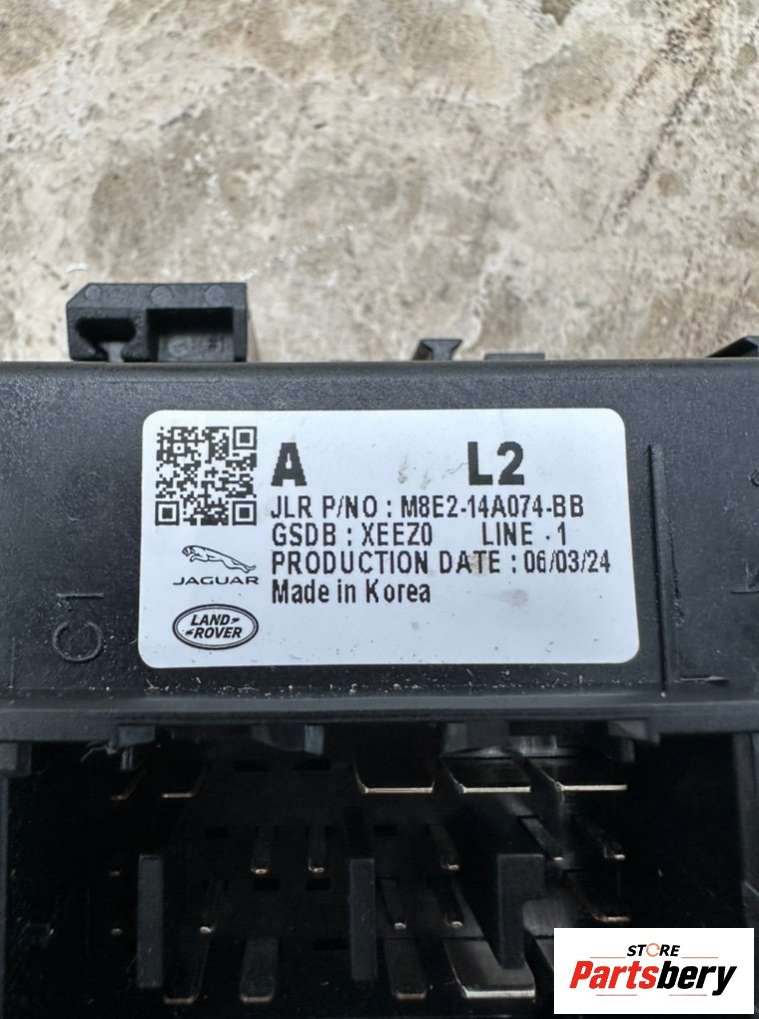 A L2
JLR P/NO : M8E2-14A074-BB
GSDB : XEEZ0 LINE · 1
PRODUCTION DATE : 06/03/24
Made in Korea
JAGUAR
LAND
ROVER
C1
STORE
Partsbery